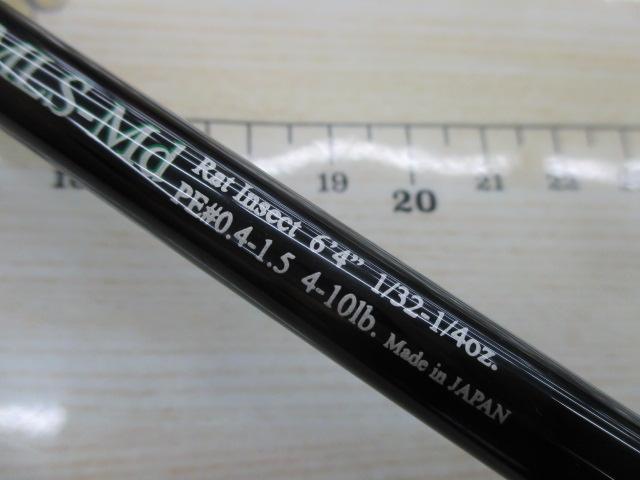 MLS-Md
Rat Insect 6'4" 1/32-1/4oz.
PE#0.4-1.5 4-10lb. Made in JAPAN
19 20 21 22